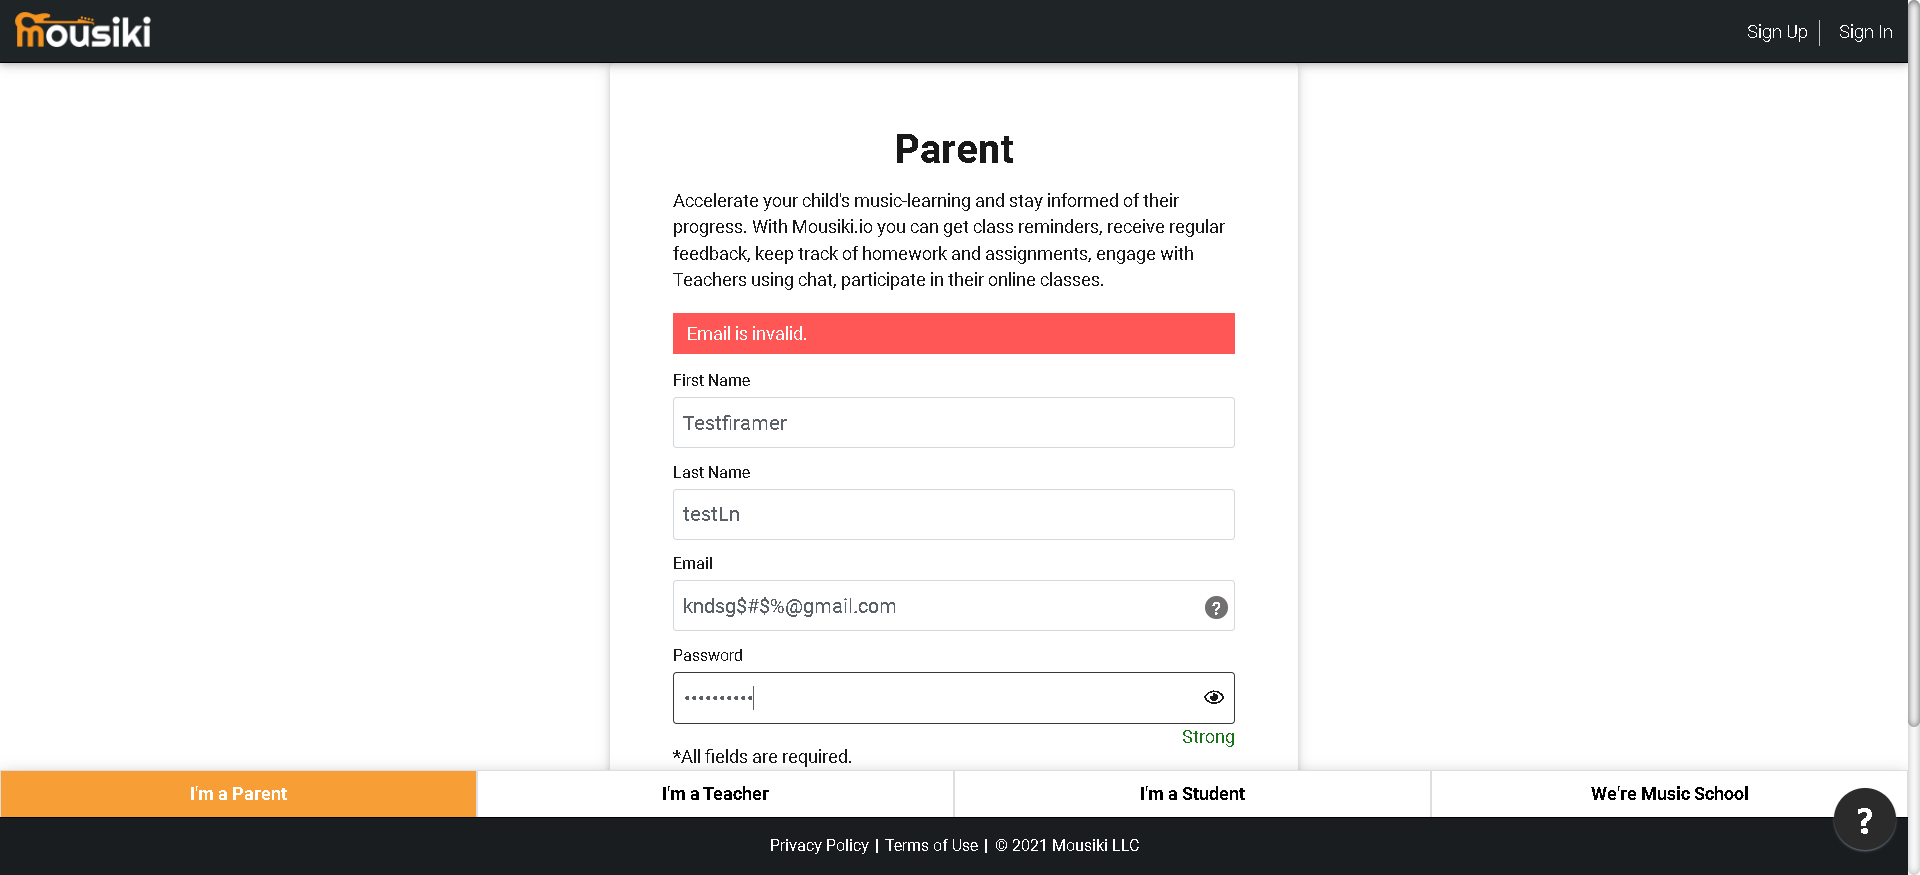 mousiki
Sign Up
Sign In
Parent
Accelerate your child's music-learning and stay informed of their
progress. With Mousiki.io you can get class reminders, receive regular
feedback, keep track of homework and assignments, engage with
Teachers using chat, participate in their online classes.
Email is invalid.
First Name
Testfiramer
Last Name
testLn
Email
kndsg$#$%@gmail.com
?
Password
••••••••••
Strong
*All fields are required.
I'm a Parent
I'm a Teacher
I'm a Student
We're Music School
?
Privacy Policy | Terms of Use | © 2021 Mousiki LLC